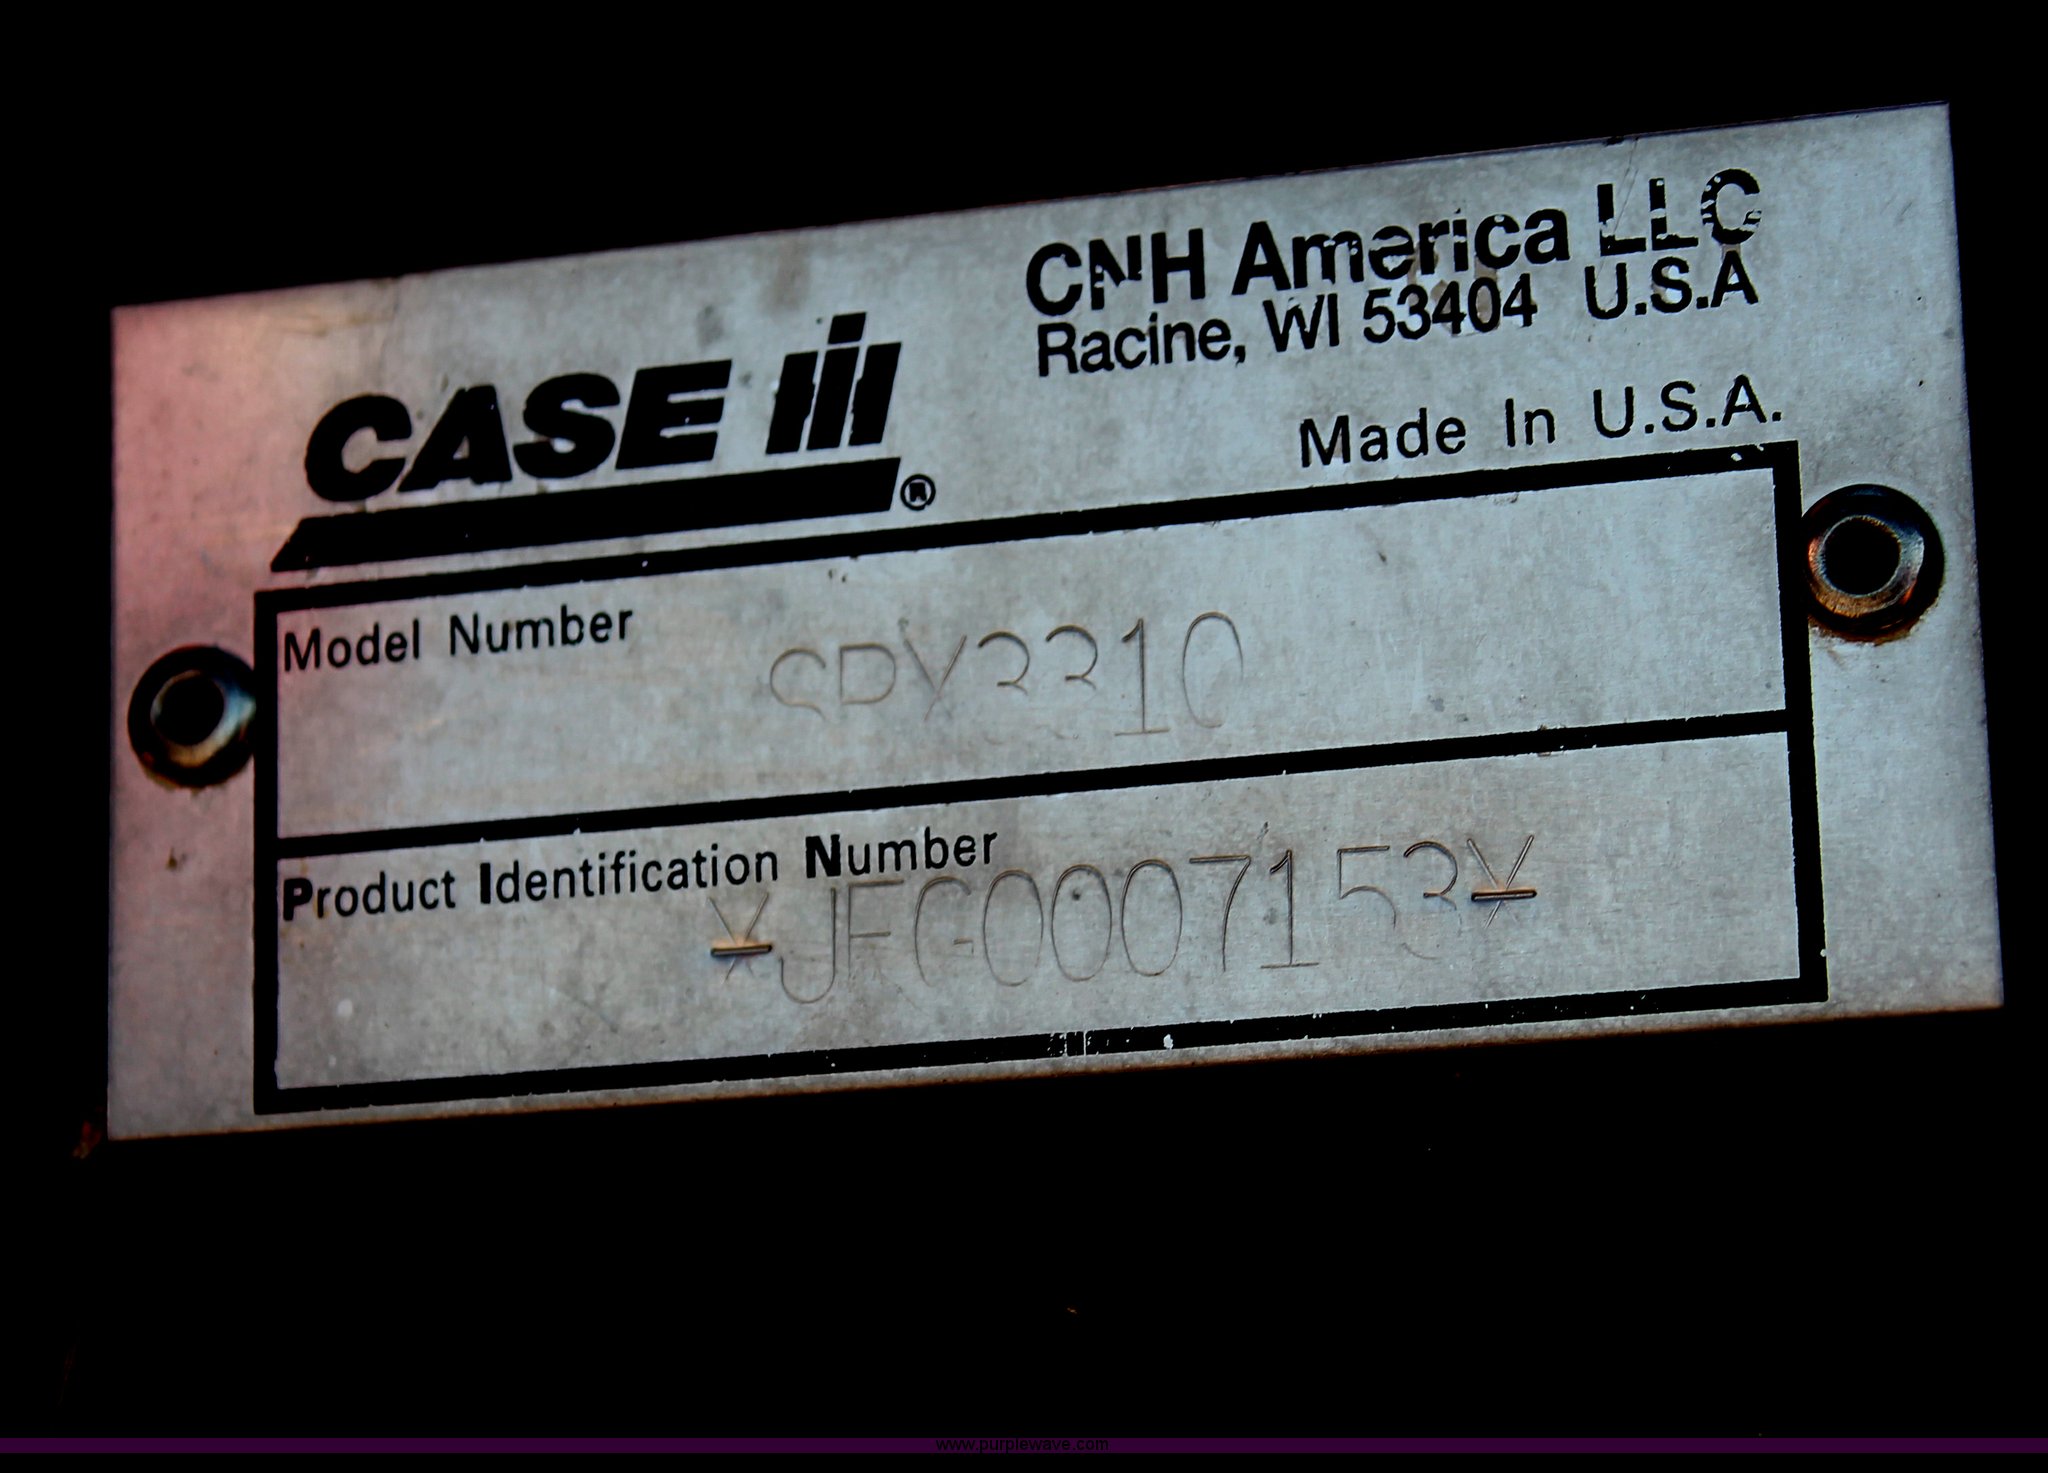 CNH America LLC
Racine, WI 53404 U.S.A
CASE IH®
Made In U.S.A.
Model Number
SPX3310
Product Identification Number
*JFG0007153*
www.purplewave.com